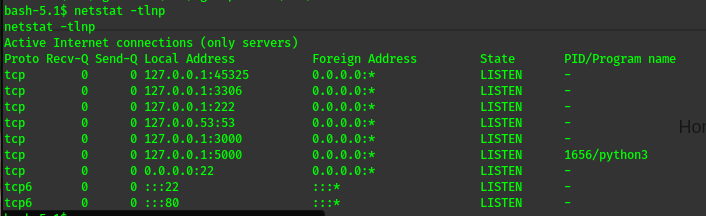 bash-5.1$ netstat -tlnp
netstat -tlnp
Active Internet connections (only servers)
Proto Recv-Q Send-Q Local Address Foreign Address State PID/Program name
tcp 0 0 127.0.0.1:45325 0.0.0.0:* LISTEN -
tcp 0 0 127.0.0.1:3306 0.0.0.0:* LISTEN -
tcp 0 0 127.0.0.1:222 0.0.0.0:* LISTEN -
tcp 0 0 127.0.0.53:53 0.0.0.0:* LISTEN -
tcp 0 0 127.0.0.1:3000 0.0.0.0:* LISTEN -
tcp 0 0 127.0.0.1:5000 0.0.0.0:* LISTEN 1656/python3
tcp 0 0 0.0.0.0:22 0.0.0.0:* LISTEN -
tcp6 0 0 :::22 :::* LISTEN -
tcp6 0 0 :::80 :::* LISTEN -
bash-5.1$